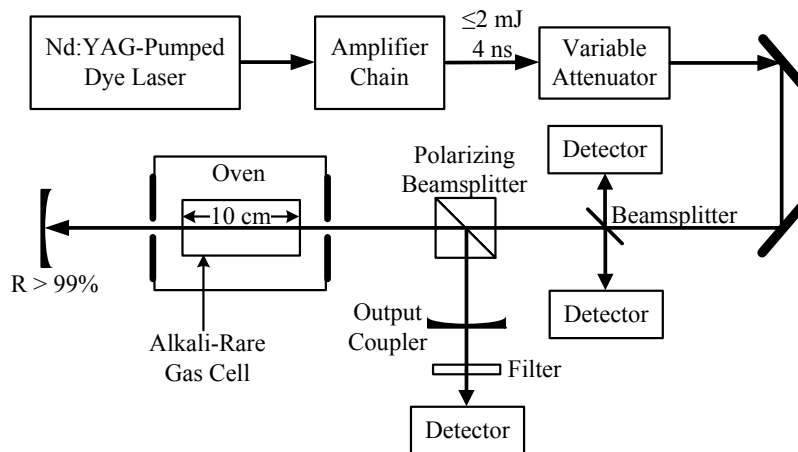 Nd:YAG-Pumped
Dye Laser
Amplifier
Chain
≤2 mJ
4 ns
Variable
Attenuator
Oven
10 cm
R > 99%
Alkali-Rare
Gas Cell
Polarizing
Beamsplitter
Detector
Beamsplitter
Detector
Output
Coupler
Filter
Detector